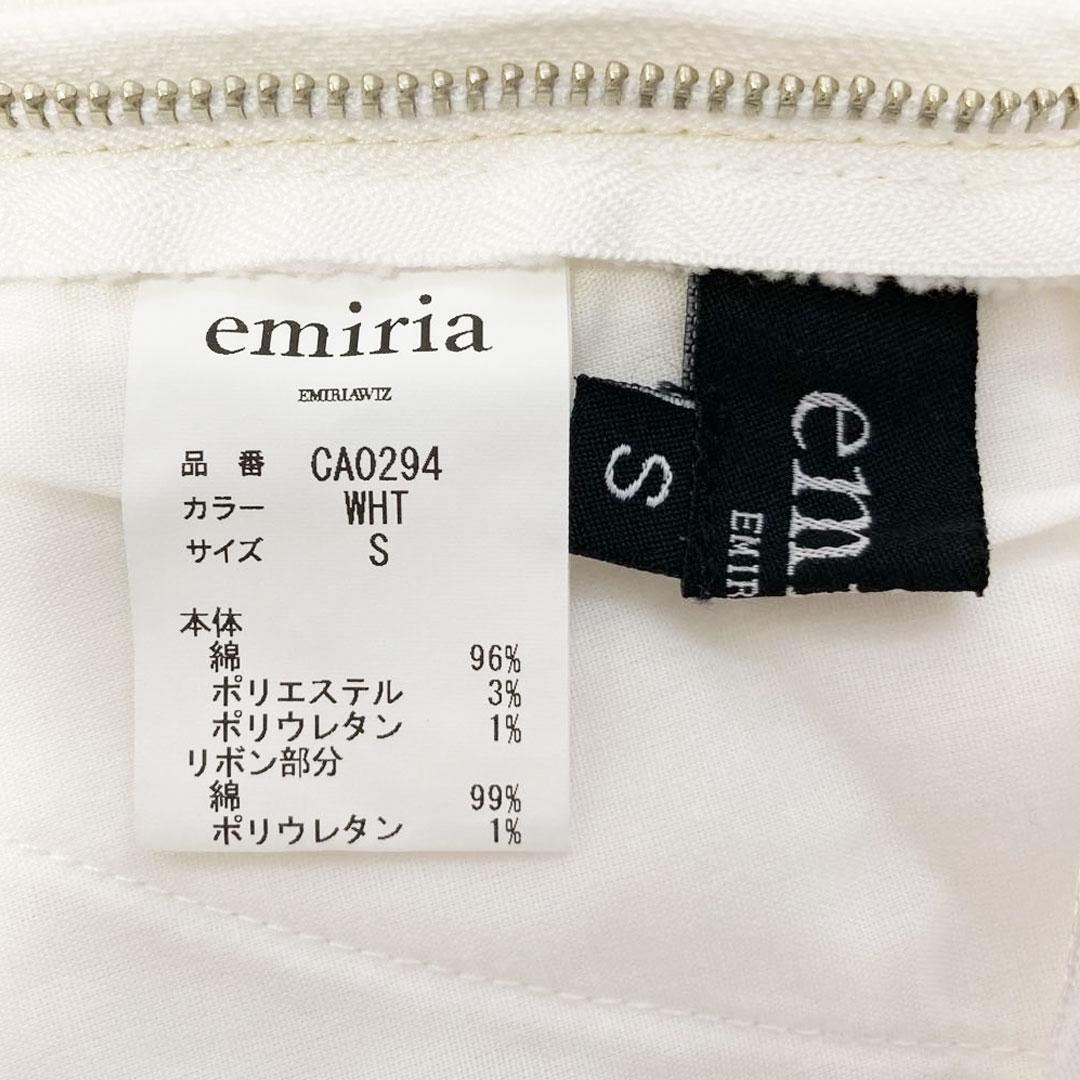 emiria
EMIRIAWIZ
品 番 CA0294
カラー WHT
サイズ S
本体
綿 96%
ポリエステル 3%
ポリウレタン 1%
リボン部分
綿 99%
ポリウレタン 1%
S
em
EMIR